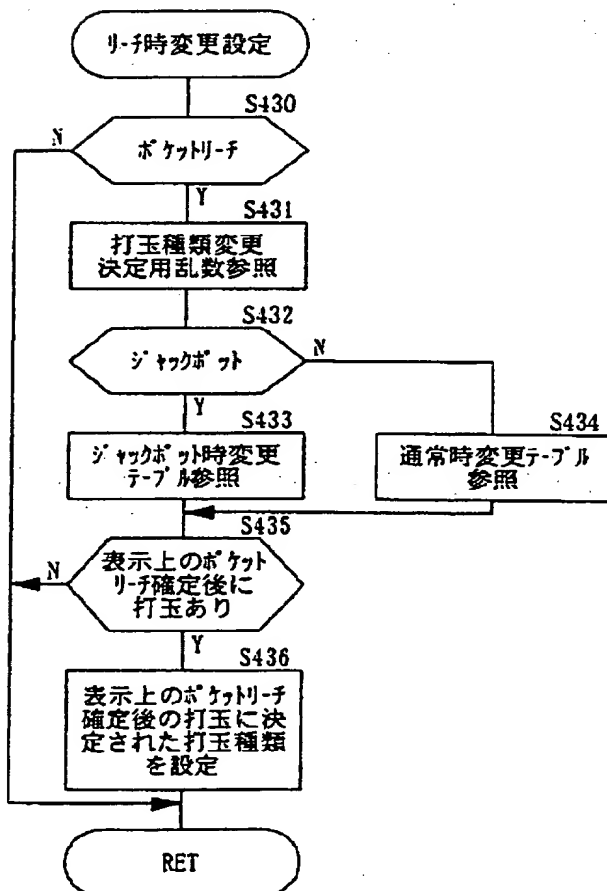 リーチ時変更設定
S430
N
ポケットリーチ
Y
S431
打玉種類変更
決定用乱数参照
S432
ジャックポット
N
Y
S433
ジャックポット時変更
テーブル参照
S434
通常時変更テーブル
参照
S435
表示上のポケット
リーチ確定後に
打玉あり
N
Y
S436
表示上のポケットリーチ
確定後の打玉に決
定された打玉種類
を設定
RET